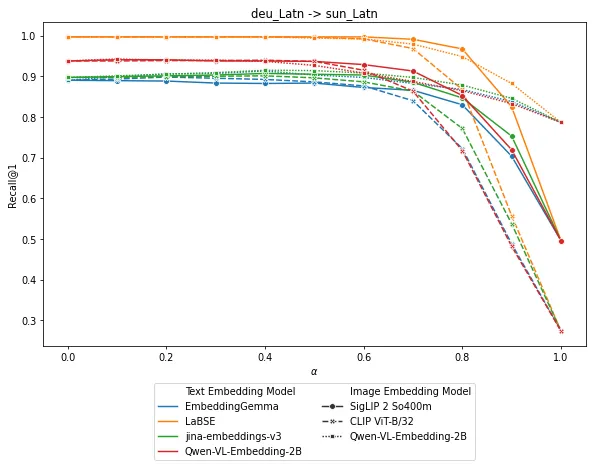 deu_Latn -> sun_Latn
Recall@1
1.0
0.9
0.8
0.7
0.6
0.5
0.4
0.3
0.0 0.2 0.4 0.6 0.8 1.0
α
Text Embedding Model Image Embedding Model
EmbeddingGemma SigLIP 2 So400m
LaBSE CLIP ViT-B/32
jina-embeddings-v3 Qwen-VL-Embedding-2B
Qwen-VL-Embedding-2B